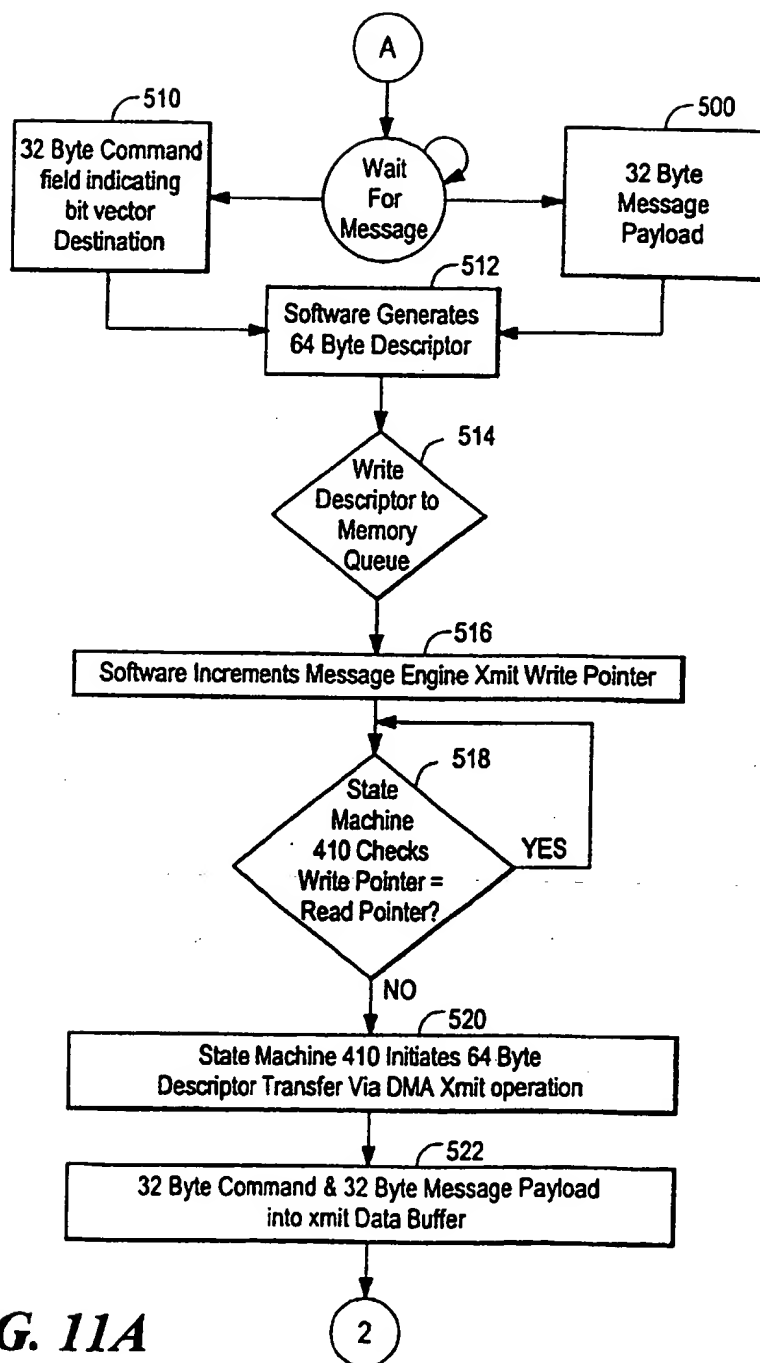 A
510
32 Byte Command
field indicating
bit vector
Destination
Wait
For
Message
500
32 Byte
Message
Payload
512
Software Generates
64 Byte Descriptor
514
Write
Descriptor to
Memory
Queue
516
Software Increments Message Engine Xmit Write Pointer
518
State
Machine
410 Checks
Write Pointer =
Read Pointer?
YES
NO
520
State Machine 410 Initiates 64 Byte
Descriptor Transfer Via DMA Xmit operation
522
32 Byte Command & 32 Byte Message Payload
into xmit Data Buffer
2
G. 11A